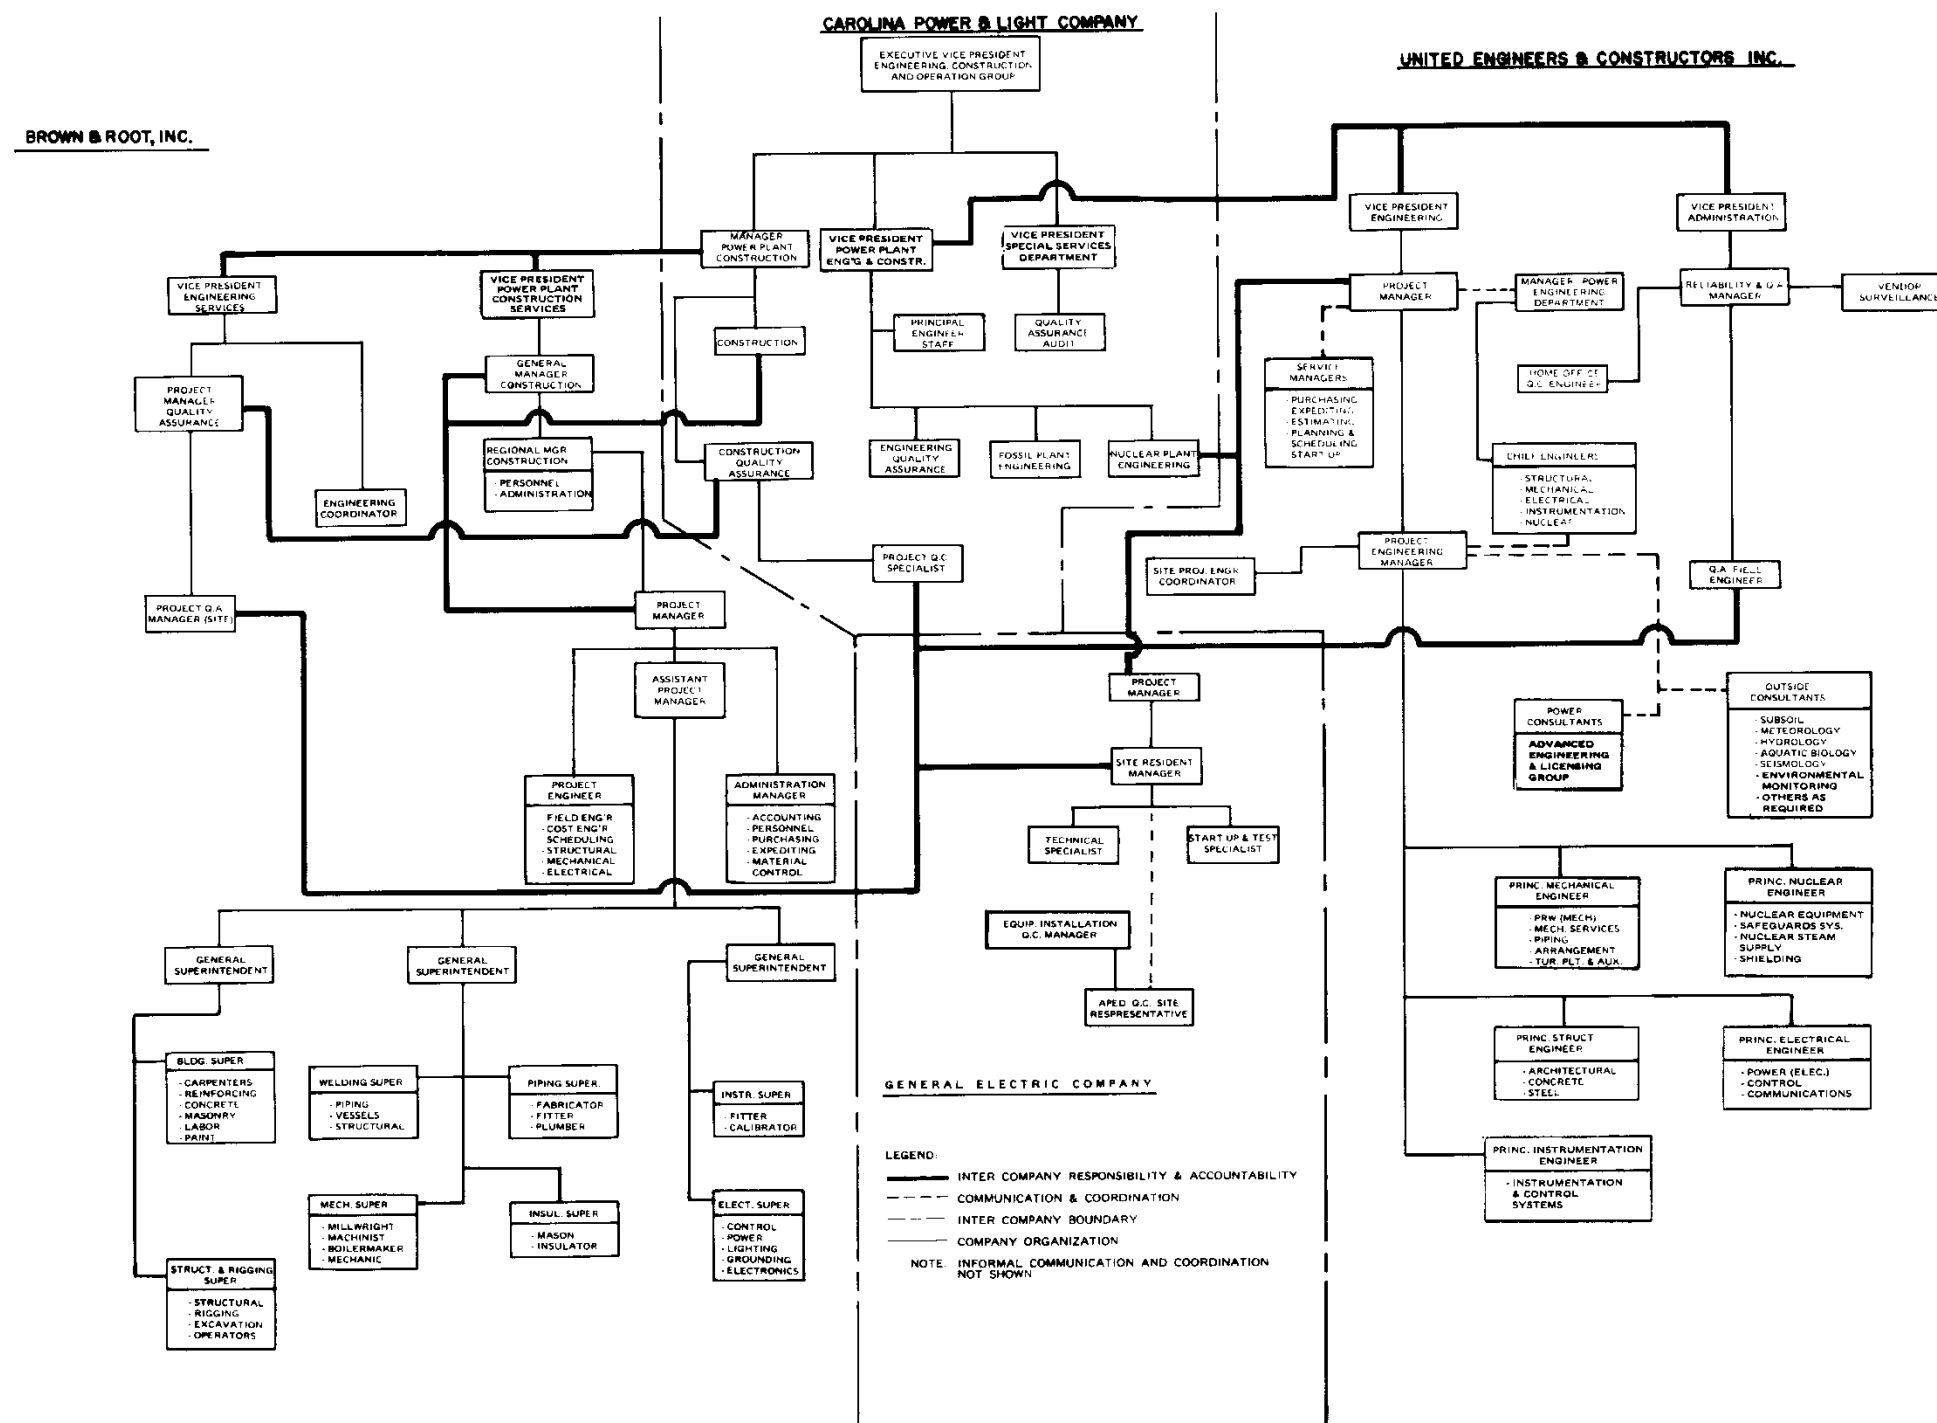 CAROLINA POWER & LIGHT COMPANY
EXECUTIVE VICE PRESIDENT
ENGINEERING, CONSTRUCTION
AND OPERATION GROUP
UNITED ENGINEERS & CONSTRUCTORS INC.
BROWN & ROOT, INC.
VICE PRESIDENT
ENGINEERING
VICE PRESIDENT
ADMINISTRATION
MANAGER
POWER PLANT
CONSTRUCTION
VICE PRESIDENT
POWER PLANT
ENG'G & CONSTR.
VICE PRESIDENT
SPECIAL SERVICES
DEPARTMENT
VICE PRESIDENT
ENGINEERING
SERVICES
VICE PRESIDENT
POWER PLANT
CONSTRUCTION
SERVICES
PROJECT
MANAGER
MANAGER POWER
ENGINEERING
DEPARTMENT
RELIABILITY & Q.A.
MANAGER
VENDOR
SURVEILLANCE
CONSTRUCTION
PRINCIPAL
ENGINEER
STAFF
QUALITY
ASSURANCE
AUDIT
GENERAL
MANAGER
CONSTRUCTION
PROJECT
MANAGER
QUALITY
ASSURANCE
SERVICE
MANAGERS
- PURCHASING
EXPEDITING
- ESTIMATING
- PLANNING &
SCHEDULING
START UP
HOME OFFICE
Q.C. ENGINEER
REGIONAL MGR
CONSTRUCTION
- PERSONNEL
- ADMINISTRATION
CONSTRUCTION
QUALITY
ASSURANCE
ENGINEERING
QUALITY
ASSURANCE
FOSSIL PLANT
ENGINEERING
NUCLEAR PLANT
ENGINEERING
CHIEF ENGINEERS
- STRUCTURAL
- MECHANICAL
- ELECTRICAL
- INSTRUMENTATION
- NUCLEAR
ENGINEERING
COORDINATOR
PROJECT Q.C.
SPECIALIST
SITE PROJ. ENGR
COORDINATOR
PROJECT
ENGINEERING
MANAGER
Q.A. FIELD
ENGINEER
PROJECT Q.A.
MANAGER (SITE)
PROJECT
MANAGER
ASSISTANT
PROJECT
MANAGER
PROJECT
MANAGER
POWER
CONSULTANTS
ADVANCED
ENGINEERING
& LICENSING
GROUP
OUTSIDE
CONSULTANTS
- SUBSOIL
- METEOROLOGY
- HYDROLOGY
- AQUATIC BIOLOGY
- SEISMOLOGY
- ENVIRONMENTAL
MONITORING
- OTHERS AS
REQUIRED
SITE RESIDENT
MANAGER
PROJECT
ENGINEER
FIELD ENG'R
- COST ENG'R
SCHEDULING
- STRUCTURAL
- MECHANICAL
- ELECTRICAL
ADMINISTRATION
MANAGER
- ACCOUNTING
- PERSONNEL
- PURCHASING
- EXPEDITING
- MATERIAL
CONTROL
TECHNICAL
SPECIALIST
START UP & TEST
SPECIALIST
PRINC. MECHANICAL
ENGINEER
- PRW (MECH)
- MECH. SERVICES
- PIPING
- ARRANGEMENT
- TUR. PLT. & AUX.
PRINC. NUCLEAR
ENGINEER
- NUCLEAR EQUIPMENT
- SAFEGUARDS SYS.
- NUCLEAR STEAM
SUPPLY
- SHIELDING
EQUIP. INSTALLATION
Q.C. MANAGER
GENERAL
SUPERINTENDENT
GENERAL
SUPERINTENDENT
GENERAL
SUPERINTENDENT
APED Q.C. SITE
RESPRESENTATIVE
PRINC. STRUCT
ENGINEER
- ARCHITECTURAL
- CONCRETE
- STEEL
PRINC. ELECTRICAL
ENGINEER
- POWER (ELEC.)
- CONTROL
- COMMUNICATIONS
BLDG. SUPER
- CARPENTERS
- REINFORCING
- CONCRETE
- MASONRY
- LABOR
- PAINT
WELDING SUPER
- PIPING
- VESSELS
- STRUCTURAL
PIPING SUPER.
- FABRICATOR
- FITTER
- PLUMBER
INSTR. SUPER
- FITTER
- CALIBRATOR
GENERAL ELECTRIC COMPANY
PRINC. INSTRUMENTATION
ENGINEER
- INSTRUMENTATION
& CONTROL
SYSTEMS
MECH. SUPER
- MILLWRIGHT
- MACHINIST
- BOILERMAKER
- MECHANIC
INSUL. SUPER
- MASON
- INSULATOR
ELECT. SUPER
- CONTROL
- POWER
- LIGHTING
- GROUNDING
- ELECTRONICS
STRUCT. & RIGGING
SUPER
- STRUCTURAL
- RIGGING
- EXCAVATION
- OPERATORS
LEGEND:
INTER COMPANY RESPONSIBILITY & ACCOUNTABILITY
COMMUNICATION & COORDINATION
INTER COMPANY BOUNDARY
COMPANY ORGANIZATION
NOTE. INFORMAL COMMUNICATION AND COORDINATION
NOT SHOWN